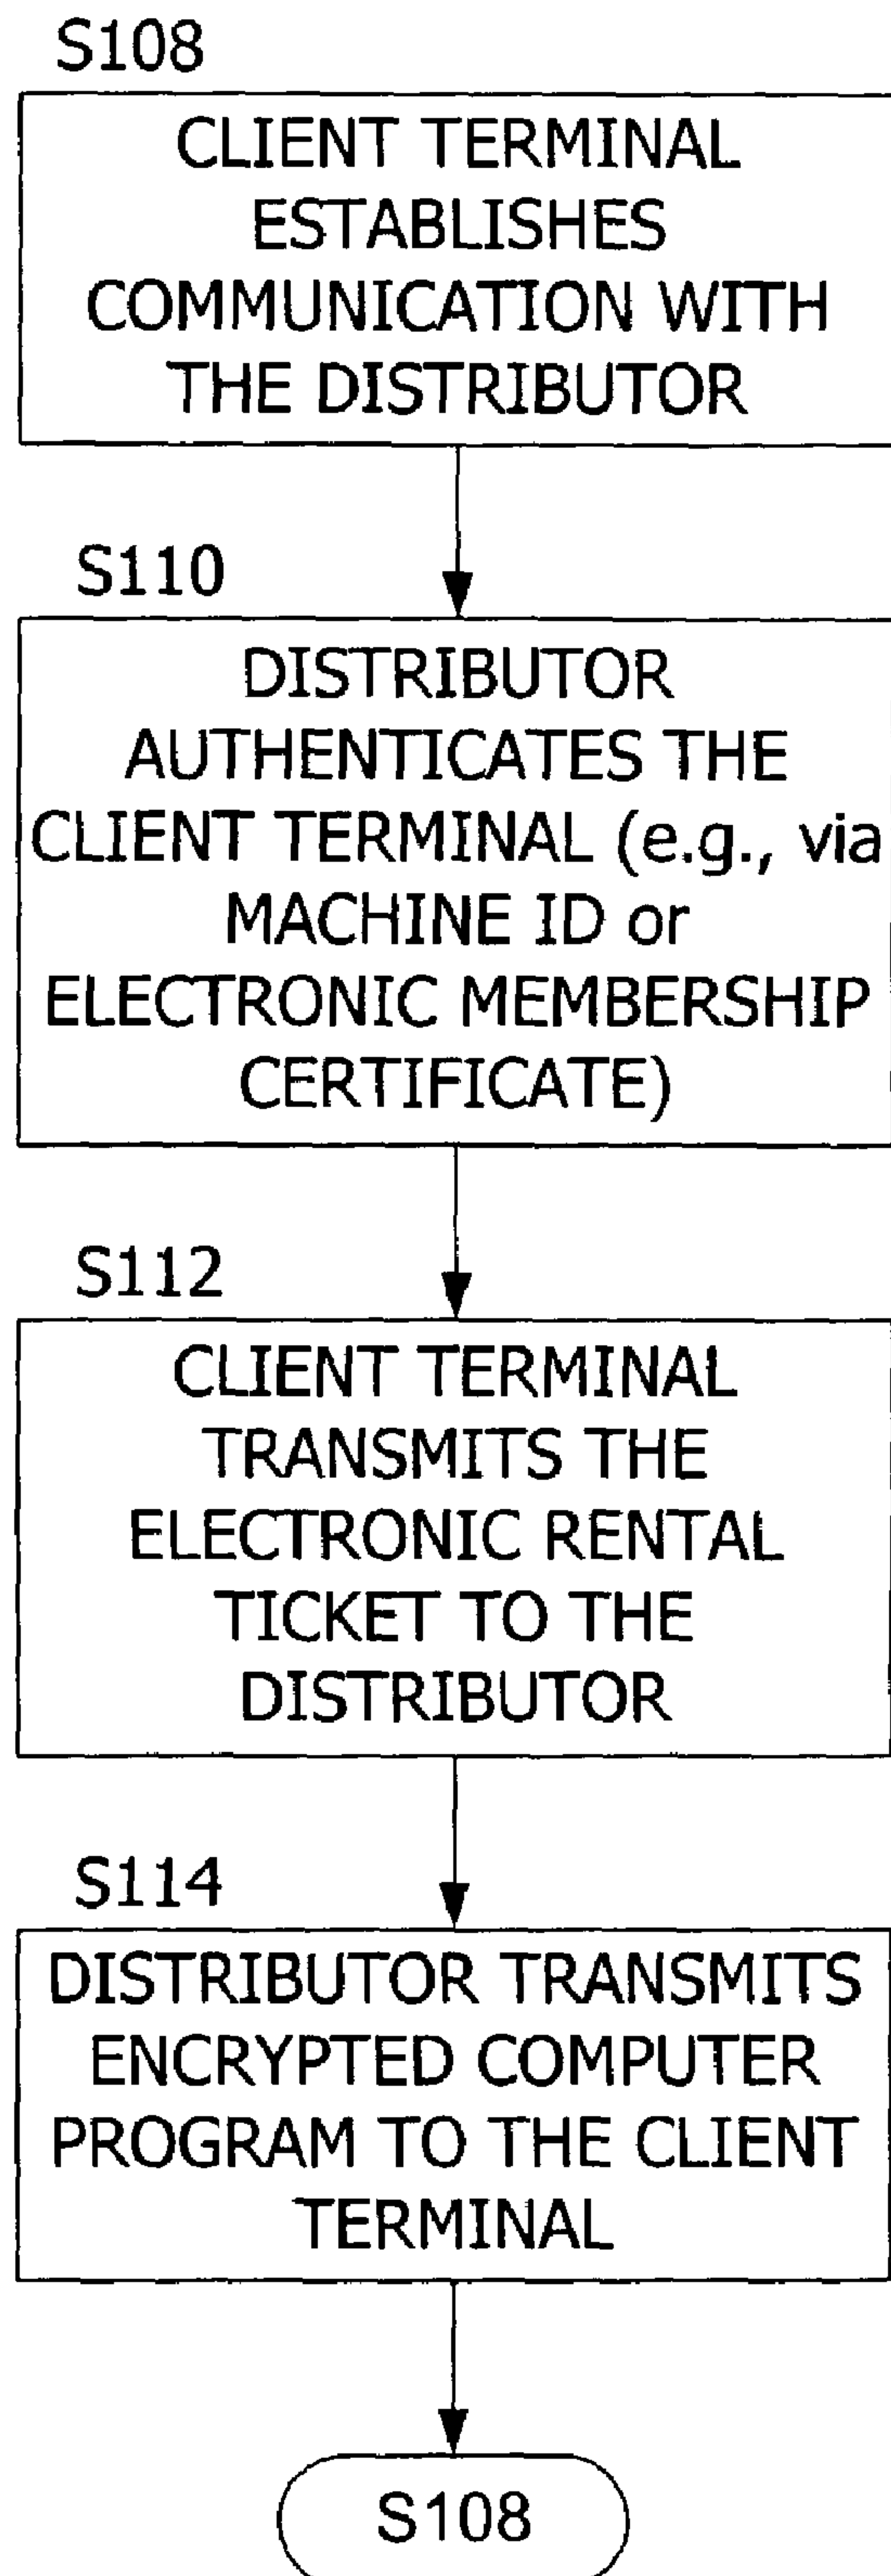 S108
CLIENT TERMINAL
ESTABLISHES
COMMUNICATION WITH
THE DISTRIBUTOR
S110
DISTRIBUTOR
AUTHENTICATES THE
CLIENT TERMINAL (e.g., via
MACHINE ID or
ELECTRONIC MEMBERSHIP
CERTIFICATE)
S112
CLIENT TERMINAL
TRANSMITS THE
ELECTRONIC RENTAL
TICKET TO THE
DISTRIBUTOR
S114
DISTRIBUTOR TRANSMITS
ENCRYPTED COMPUTER
PROGRAM TO THE CLIENT
TERMINAL
S108